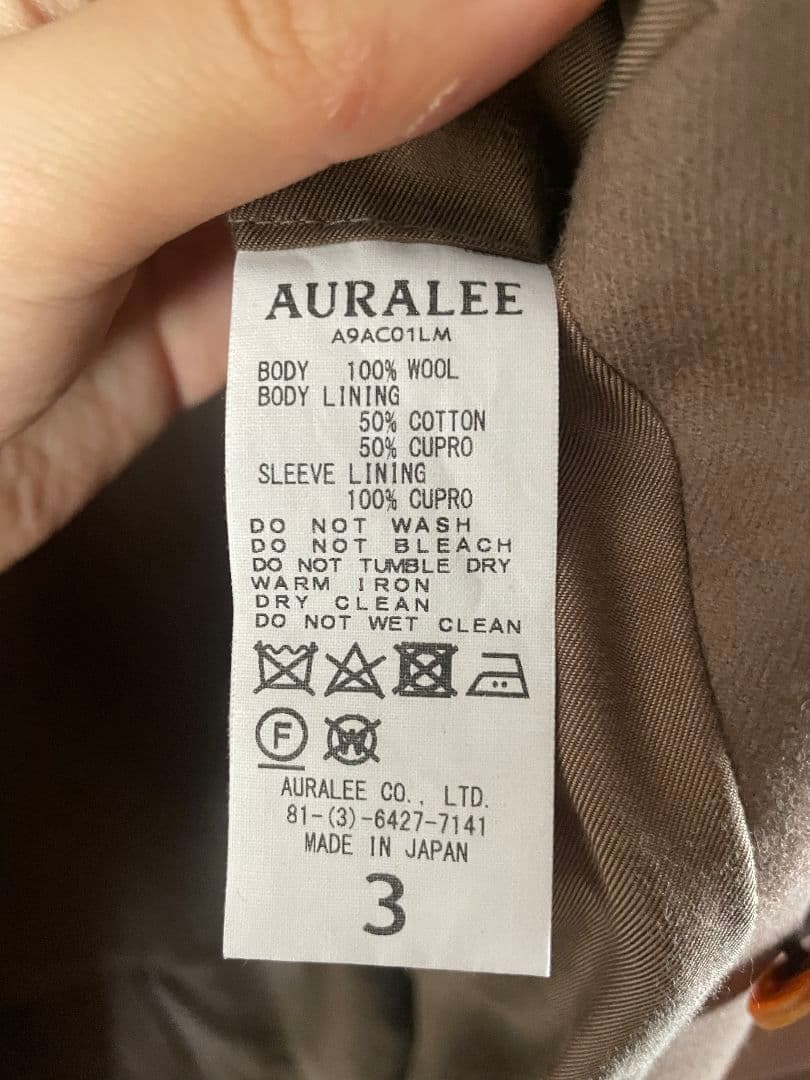 AURALEE
A9AC01LM
BODY 100% WOOL
BODY LINING
50% COTTON
50% CUPRO
SLEEVE LINING
100% CUPRO
DO NOT WASH
DO NOT BLEACH
DO NOT TUMBLE DRY
WARM IRON
DRY CLEAN
DO NOT WET CLEAN
F W
AURALEE CO., LTD.
81-(3)-6427-7141
MADE IN JAPAN
3